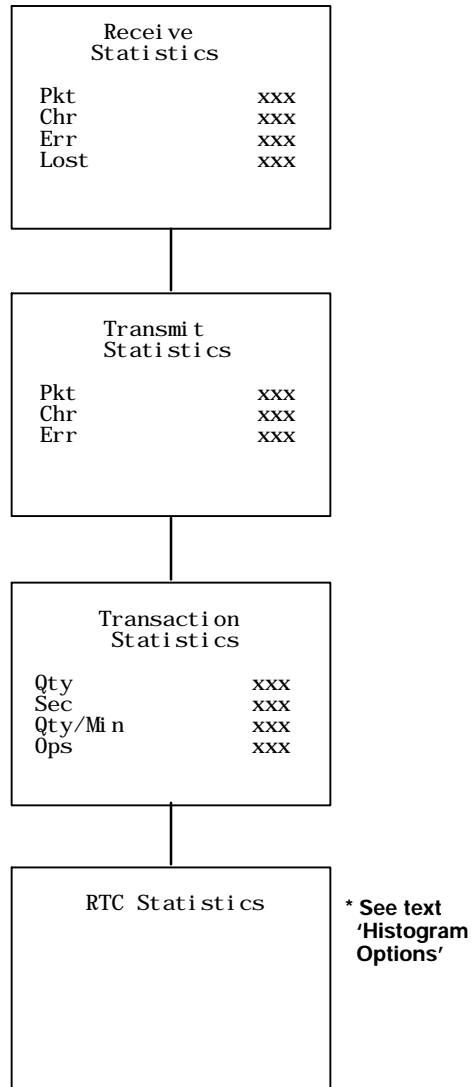 Receive
Statistics
Pkt xxx
Chr xxx
Err xxx
Lost xxx
Transmit
Statistics
Pkt xxx
Chr xxx
Err xxx
Transaction
Statistics
Qty xxx
Sec xxx
Qty/Min xxx
Ops xxx
RTC Statistics
* See text
‘Histogram
Options’